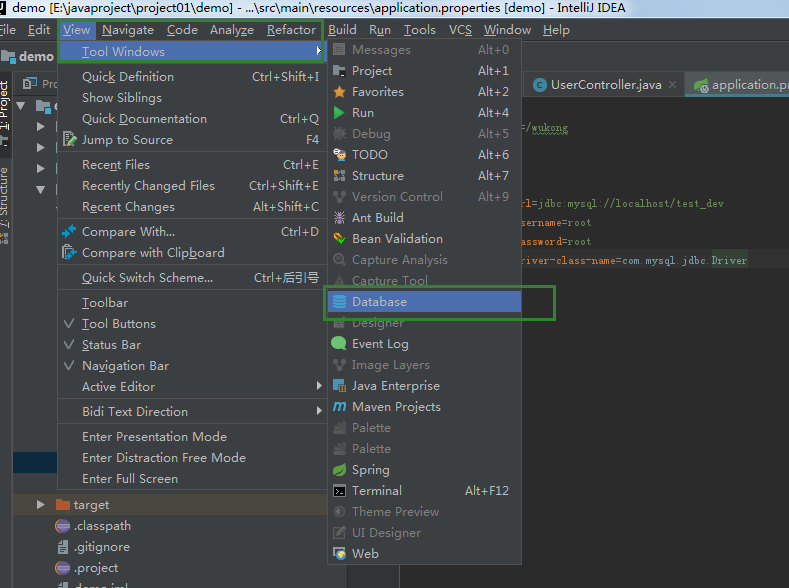 demo [E:\javaproject\project01\demo] - ...\src\main\resources\application.properties [demo] - IntelliJ IDEA
File Edit View Navigate Code Analyze Refactor Build Run Tools VCS Window Help
demo
1: Project
7: Structure
UserController.java
Tool Windows
Quick Definition Ctrl+Shift+I
Show Siblings
Quick Documentation Ctrl+Q
Jump to Source F4
Recent Files Ctrl+E
Recently Changed Files Ctrl+Shift+E
Recent Changes Alt+Shift+C
Compare With... Ctrl+D
Compare with Clipboard
Quick Switch Scheme... Ctrl+后引号
Toolbar
Tool Buttons
Status Bar
Navigation Bar
Active Editor
Bidi Text Direction
Enter Presentation Mode
Enter Distraction Free Mode
Enter Full Screen
Messages Alt+0
Project Alt+1
Favorites Alt+2
Run Alt+4
Debug Alt+5
TODO Alt+6
Structure Alt+7
Version Control Alt+9
Ant Build
Bean Validation
Capture Analysis
Capture Tool
Database
Designer
Event Log
Image Layers
Java Enterprise
Maven Projects
Palette
Palette
Spring
Terminal Alt+F12
Theme Preview
UI Designer
Web
=/wukong
rl=jdbc:mysql://localhost/test_dev
sername=root
assword=root
river-class-name=com.mysql.jdbc.Driver
target
.classpath
.gitignore
.project
demo.iml